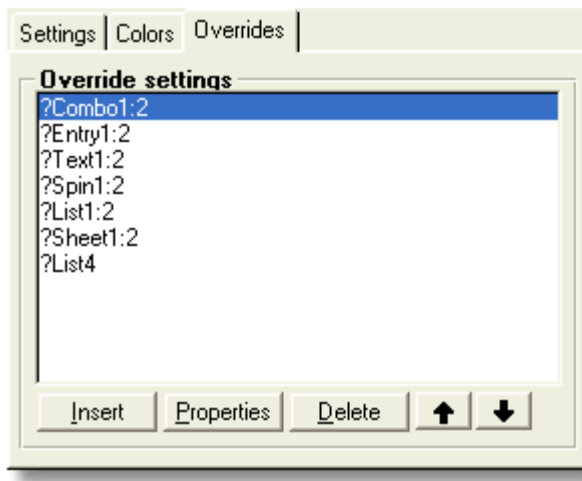 Settings Colors Overrides
Override settings
?Combo1:2
?Entry1:2
?Text1:2
?Spin1:2
?List1:2
?Sheet1:2
?List4
Insert Properties Delete